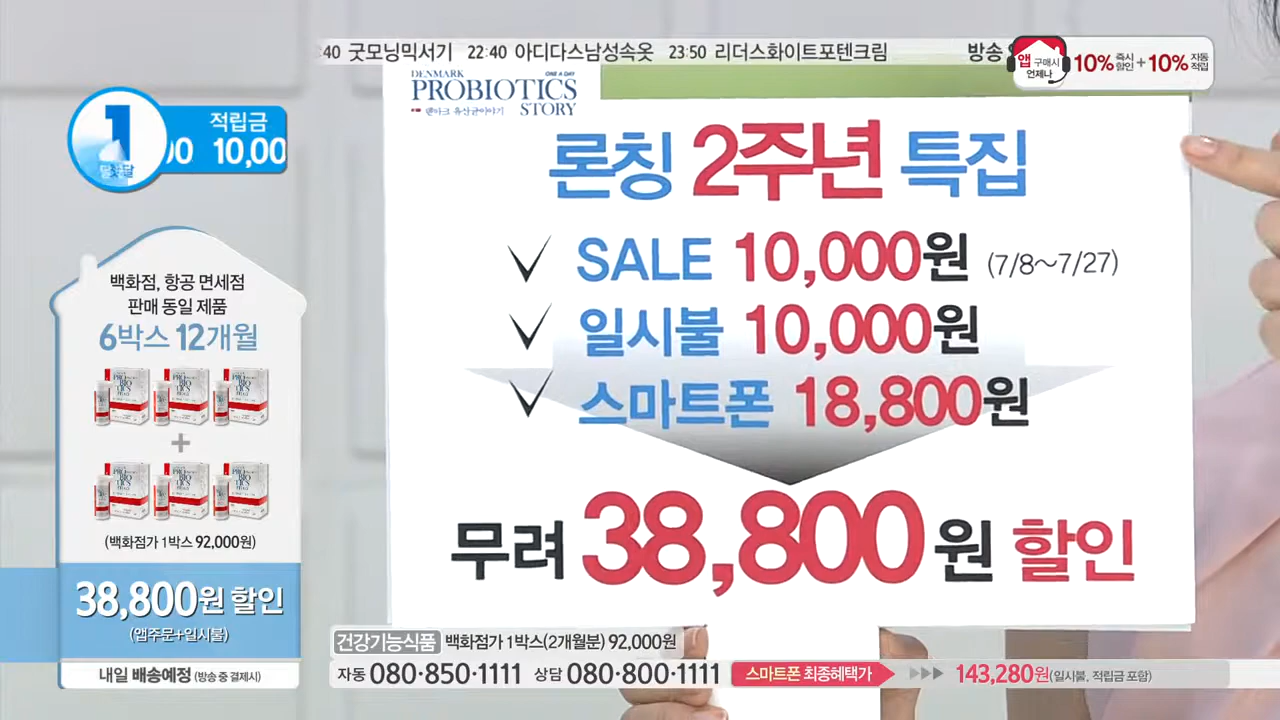 굿모닝믹서기 22:40 아디다스남성속옷 23:50 리더스화이트포텐크림
방송
앱 구매시 언제나 10% 즉시할인 + 10% 자동적립
적립금
10,00
1
DENMARK ONE A DAY
PROBIOTICS
STORY
덴마크 유산균이야기
론칭 2주년 특집
SALE 10,000원 (7/8~7/27)
일시불 10,000원
스마트폰 18,800원
무려 38,800원 할인
백화점, 항공 면세점
판매 동일 제품
6박스 12개월
+
(백화점가 1박스 92,000원)
38,800원 할인
(앱주문+일시불)
내일 배송예정 (방송 중 결제시)
건강기능식품 백화점가 1박스(2개월분) 92,000원
자동 080·850·1111 상담 080·800·1111 스마트폰 최종혜택가 143,280원(일시불, 적립금 포함)